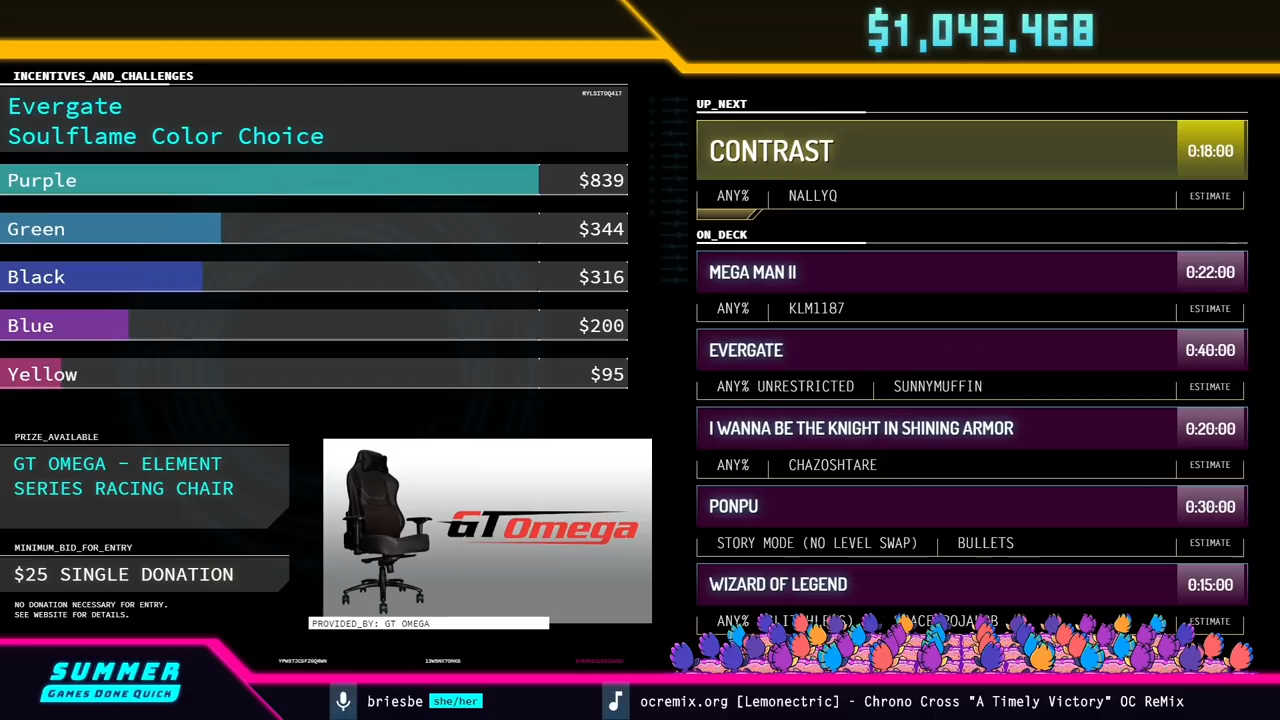 $1,043,468
INCENTIVES_AND_CHALLENGES
RYLSITOQ417
Evergate
Soulflame Color Choice
Purple $839
Green $344
Black $316
Blue $200
Yellow $95
PRIZE_AVAILABLE
GT OMEGA - ELEMENT
SERIES RACING CHAIR
MINIMUM_BID_FOR_ENTRY
$25 SINGLE DONATION
NO DONATION NECESSARY FOR ENTRY.
SEE WEBSITE FOR DETAILS.
GT Omega
PROVIDED_BY: GT OMEGA
UP_NEXT
CONTRAST 0:18:00
ANY% NALLYQ ESTIMATE
ON_DECK
MEGA MAN II 0:22:00
ANY% KLM1187 ESTIMATE
EVERGATE 0:40:00
ANY% UNRESTRICTED SUNNYMUFFIN ESTIMATE
I WANNA BE THE KNIGHT IN SHINING ARMOR 0:20:00
ANY% CHAZOSHTARE ESTIMATE
PONPU 0:30:00
STORY MODE (NO LEVEL SWAP) BULLETS ESTIMATE
WIZARD OF LEGEND 0:15:00
ANY% ESTIMATE
SUMMER
GAMES DONE QUICK
briesbe she/her
ocremix.org [Lemonectric] - Chrono Cross "A Timely Victory" OC ReMix